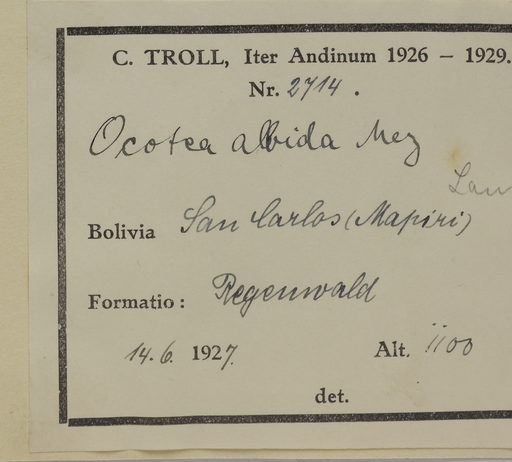 C. TROLL, Iter Andinum 1926 – 1929.
Nr. 2714.
Ocotea albida Mez
Bolivia San Carlos (Mapiri)
Formatio: Regenwald
14.6. 1927. Alt. 1100
det.